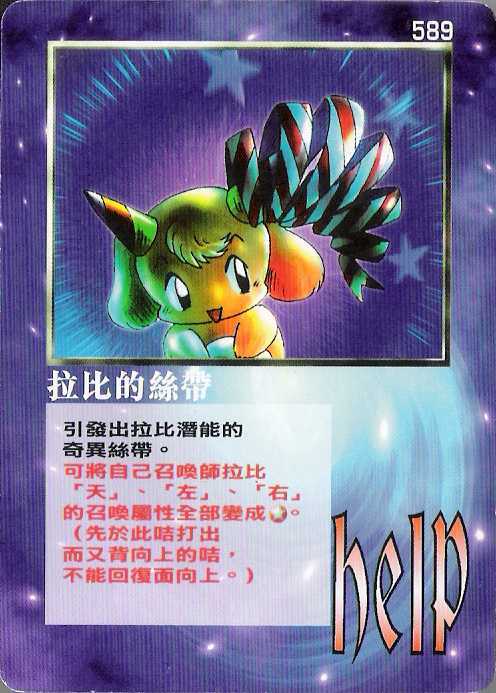 589
拉比的絲帶
引發出拉比潛能的
奇異絲帶。
可將自己召喚師拉比
「天」、「左」、「右」
的召喚屬性全部變成。
（先於此咭打出
而又背向上的咭，
不能回復面向上。）
help